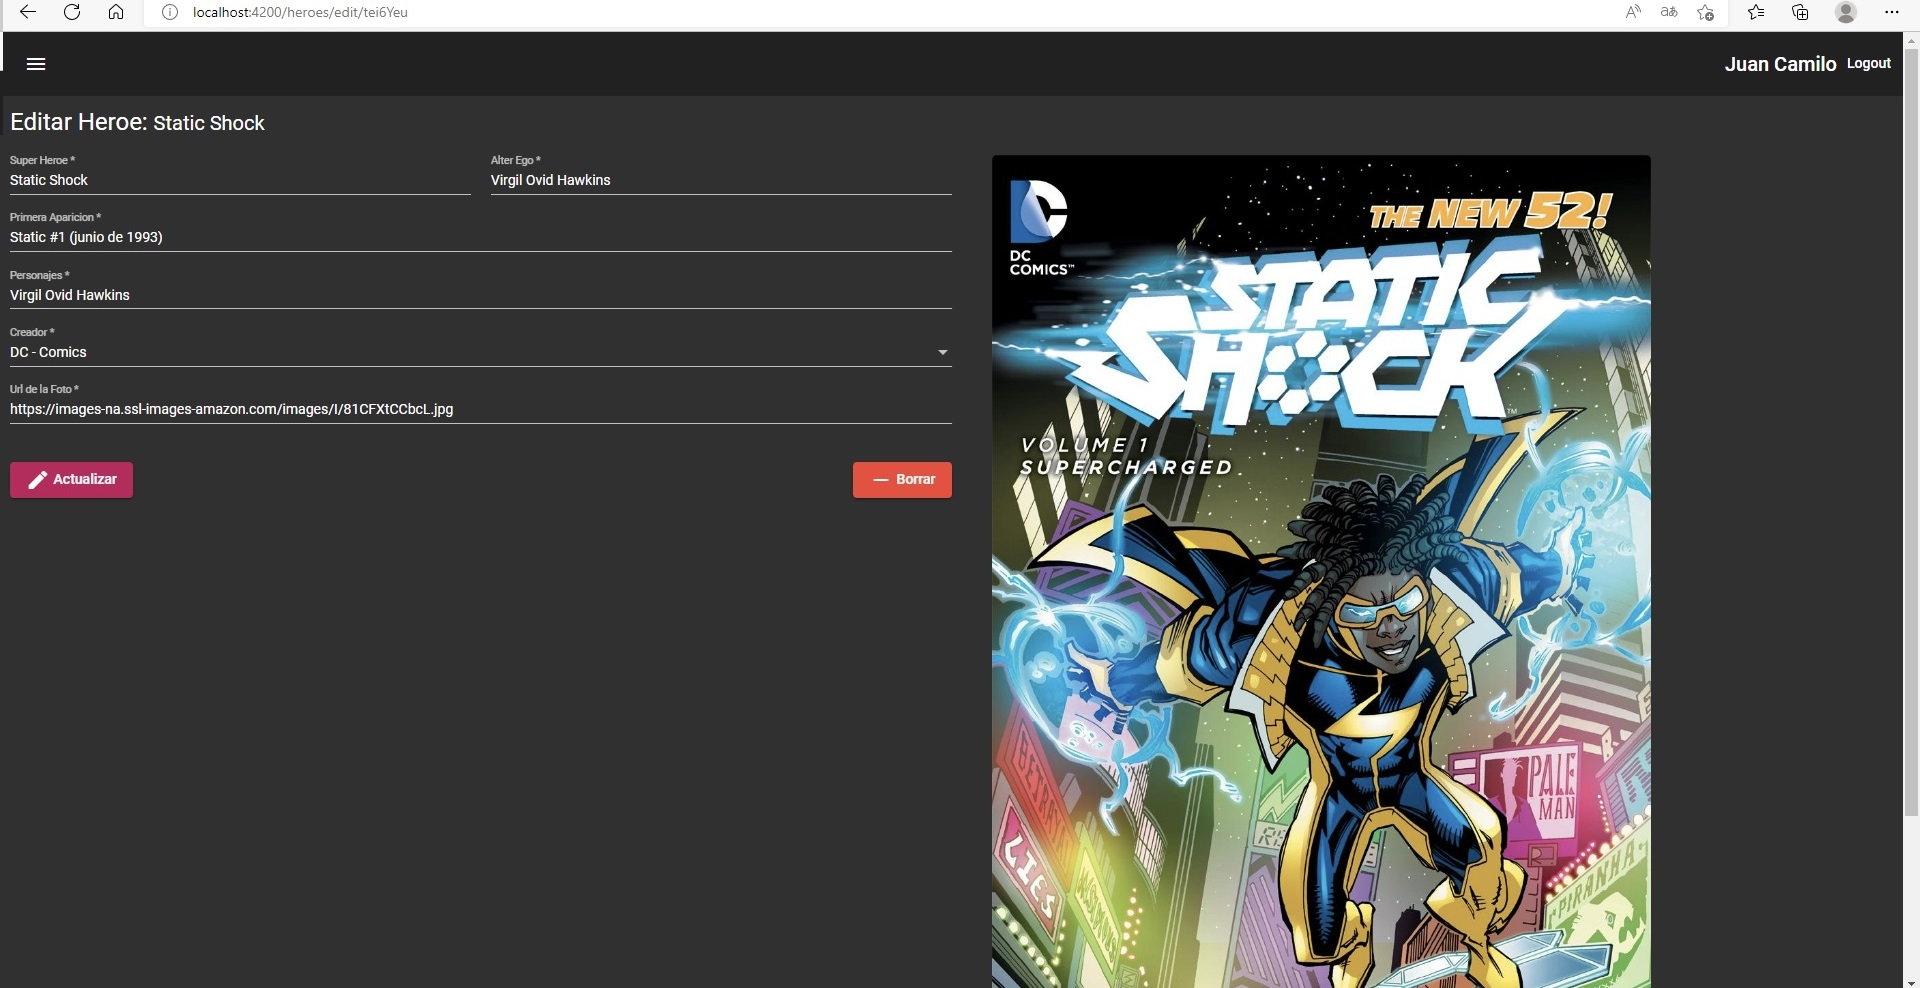 localhost:4200/heroes/edit/tei6Yeu
Juan Camilo Logout
Editar Heroe: Static Shock
Super Heroe *
Static Shock
Alter Ego *
Virgil Ovid Hawkins
Primera Aparicion *
Static #1 (junio de 1993)
Personajes *
Virgil Ovid Hawkins
Creador *
DC - Comics
Url de la Foto *
https://images-na.ssl-images-amazon.com/images/I/81CFXtCCbcL.jpg
Actualizar
Borrar
DC
COMICS™
THE NEW 52!
STATIC
SHOCK
TM
VOLUME 1
SUPERCHARGED
PALE
MAN
LIES
PIRANHA